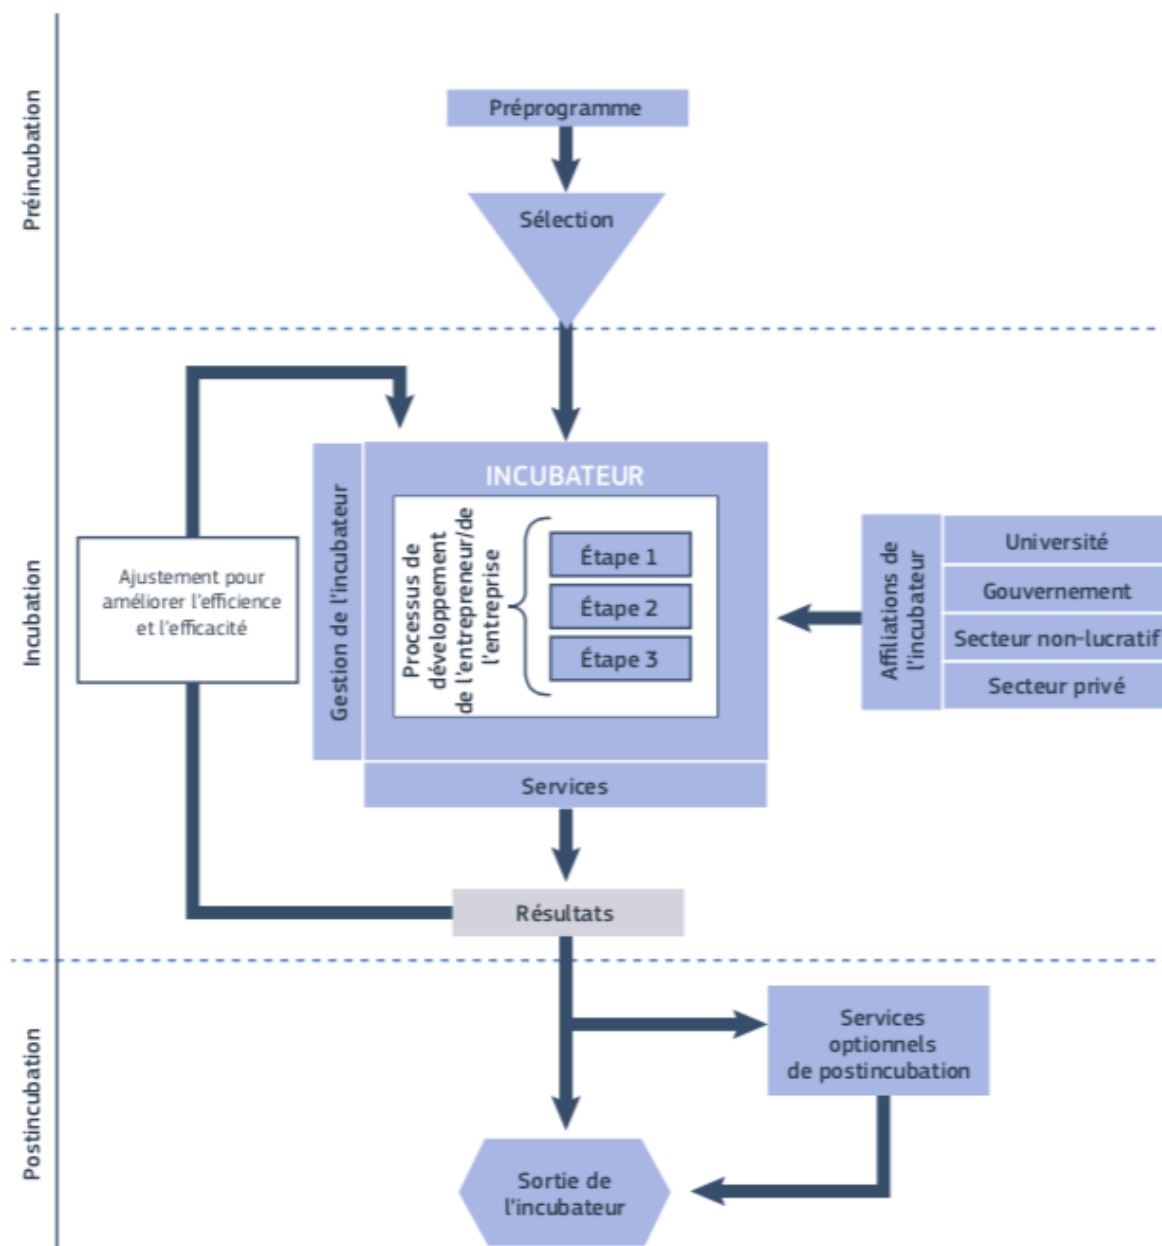 Préincubation
Préprogramme
Sélection
Incubation
Ajustement pour
améliorer l'efficience
et l'efficacité
Gestion de l'incubateur
INCUBATEUR
Processus de
développement
de l'entrepreneur/de
l'entreprise
Étape 1
Étape 2
Étape 3
Services
Affiliations de
l'incubateur
Université
Gouvernement
Secteur non-lucratif
Secteur privé
Résultats
Postincubation
Services
optionnels
de postincubation
Sortie de
l'incubateur